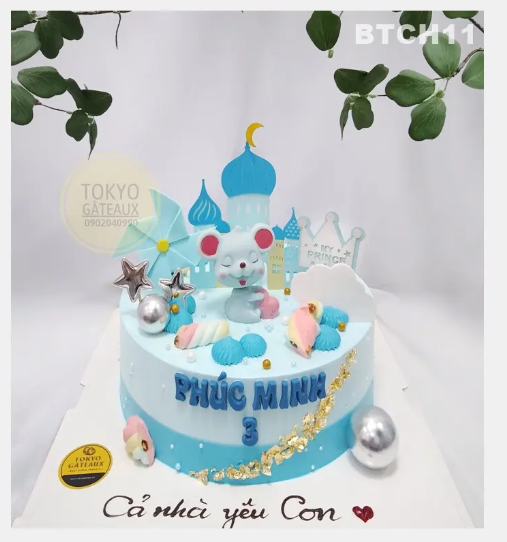 BTCH11
TOKYO
GÂTEAUX
0902040990
MY
PRINCE
PHÚC MINH
3
TOKYO
GÂTEAUX
Cả nhà yêu Con